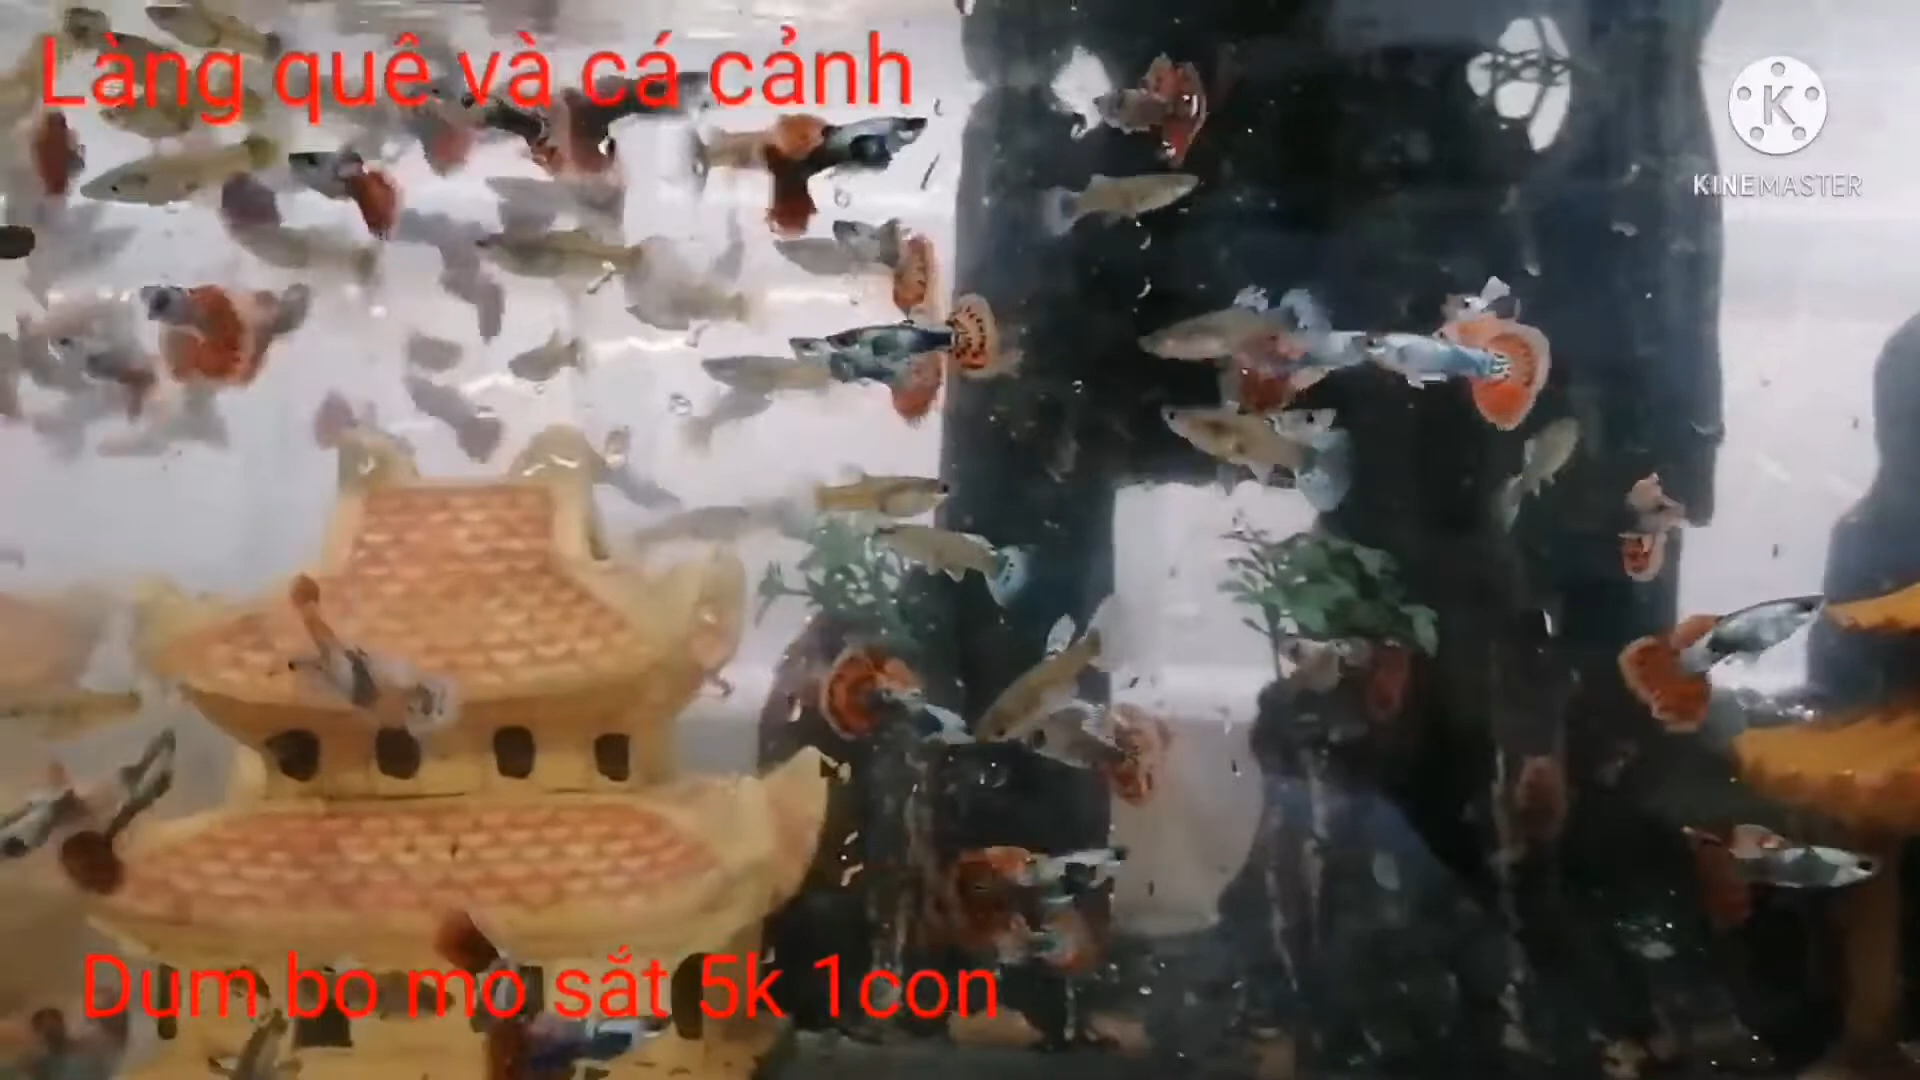 Làng quê và cá cảnh
K
KINEMASTER
Dum bo mo sắt 5k 1con